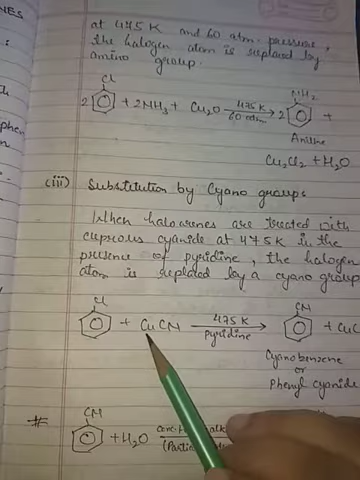 at 475 K and 60 atm. pressure,
the halogen atom is replaced by
amino group.
Cl NH2
2 + 2NH3 + Cu2O 475 K 60 atm → 2 +
Aniline
Cu2Cl2 + H2O
(iii) Substitution by Cyano group:
When haloarenes are treated with
cuprous cyanide at 475 K in the
presence of pyridine, the halogen
atom is replaced by a cyano group
Cl CN
+ CuCN 475 K Pyridine → + CuC
Cyanobenzene
or
Phenyl cyanide
# CN
+ H2O